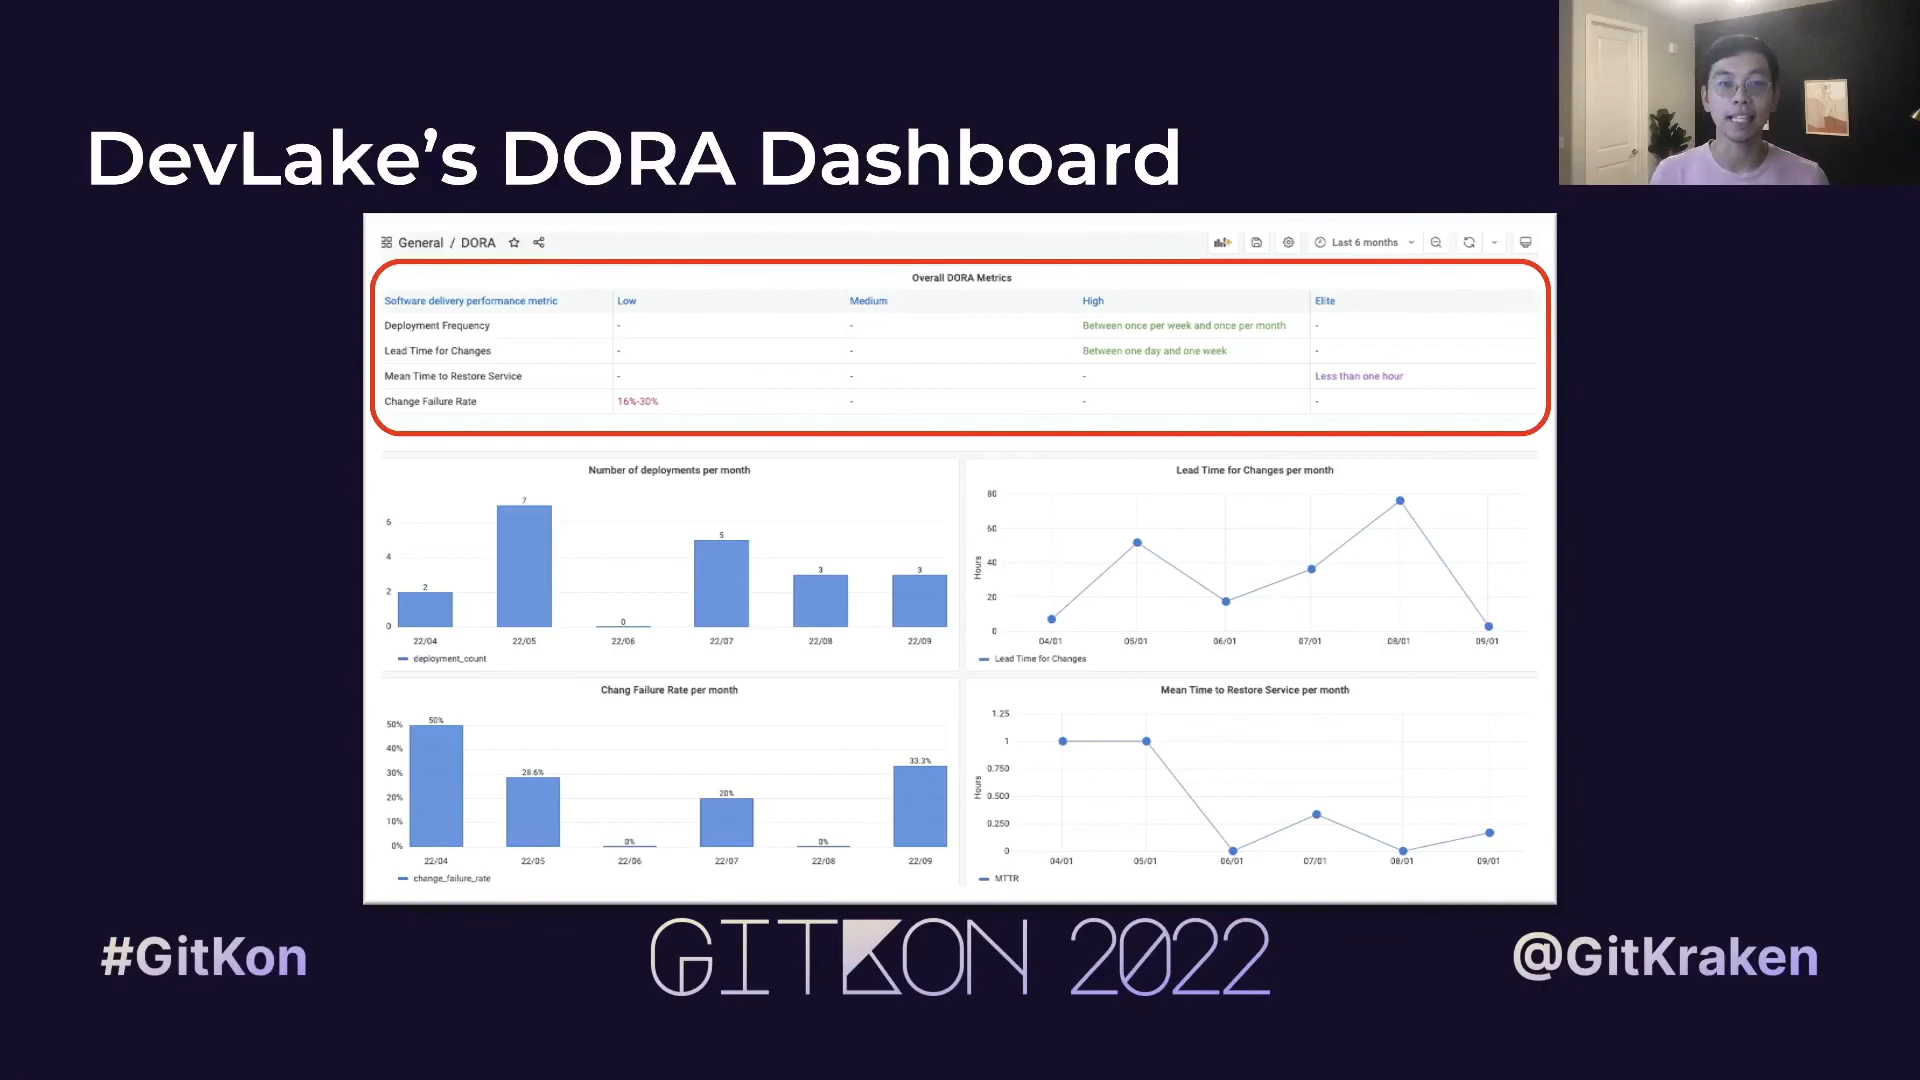 DevLake's DORA Dashboard
General / DORA
Last 6 months
Overall DORA Metrics
Software delivery performance metric Low Medium High Elite
Deployment Frequency - - Between once per week and once per month -
Lead Time for Changes - - Between one day and one week -
Mean Time to Restore Service - - - Less than one hour
Change Failure Rate 16%-30% - - -
Number of deployments per month
6
4
2
0
2
7
0
5
3
3
22/04 22/05 22/06 22/07 22/08 22/09
deployment_count
Lead Time for Changes per month
Hours
80
60
40
20
0
04/01 05/01 06/01 07/01 08/01 09/01
Lead Time for Changes
Chang Failure Rate per month
50%
40%
30%
20%
10%
0%
50%
28.6%
0%
20%
0%
33.3%
22/04 22/05 22/06 22/07 22/08 22/09
change_failure_rate
Mean Time to Restore Service per month
Hours
1.25
1
0.750
0.500
0.250
0
04/01 05/01 06/01 07/01 08/01 09/01
MTTR
#GitKon
GITKON 2022
@GitKraken